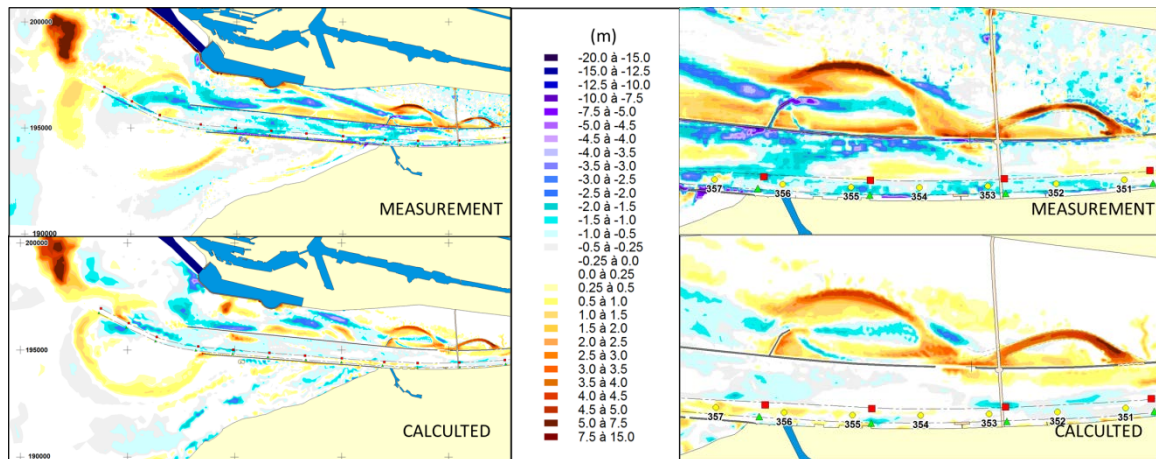 200000
195000
190000
MEASUREMENT
200000
195000
190000
CALCULTED
(m)
-20.0 à -15.0
-15.0 à -12.5
-12.5 à -10.0
-10.0 à -7.5
-7.5 à -5.0
-5.0 à -4.5
-4.5 à -4.0
-4.0 à -3.5
-3.5 à -3.0
-3.0 à -2.5
-2.5 à -2.0
-2.0 à -1.5
-1.5 à -1.0
-1.0 à -0.5
-0.5 à -0.25
-0.25 à 0.0
0.0 à 0.25
0.25 à 0.5
0.5 à 1.0
1.0 à 1.5
1.5 à 2.0
2.0 à 2.5
2.5 à 3.0
3.0 à 3.5
3.5 à 4.0
4.0 à 4.5
4.5 à 5.0
5.0 à 7.5
7.5 à 15.0
357 356 355 354 353 352 351
MEASUREMENT
357 356 355 354 353 352 351
CALCULTED